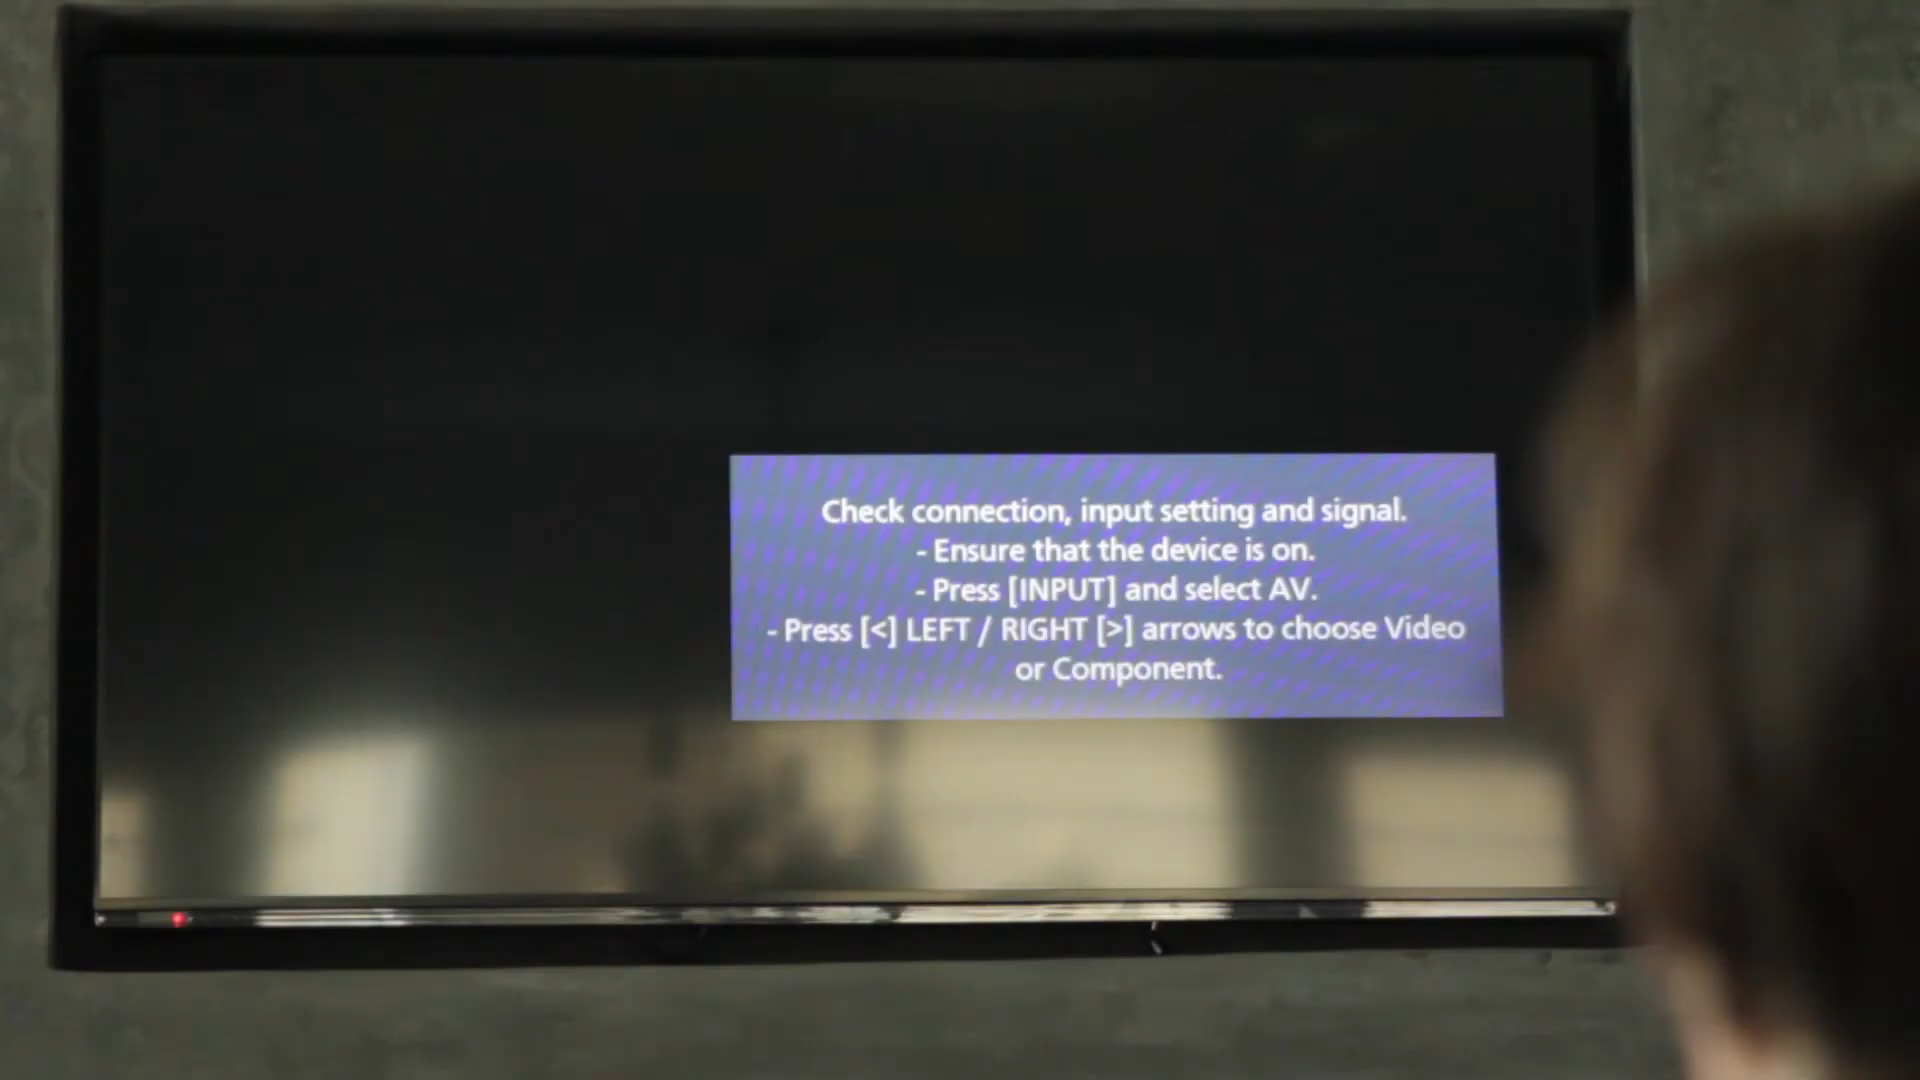 Check connection, input setting and signal.
- Ensure that the device is on.
- Press [INPUT] and select AV.
- Press [<] LEFT / RIGHT [>] arrows to choose Video
or Component.